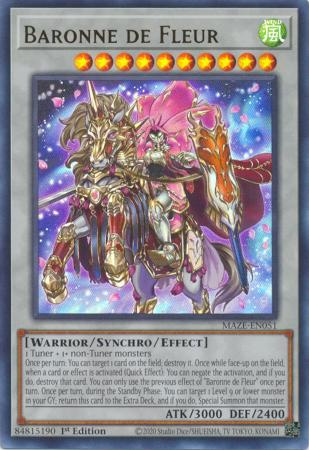 BARONNE DE FLEUR
WIND
風
MAZE-EN051
[WARRIOR/SYNCHRO/EFFECT]
1 Tuner + 1+ non-Tuner monsters
Once per turn: You can target 1 card on the field; destroy it. Once while face-up on the field,
when a card or effect is activated (Quick Effect): You can negate the activation, and if you
do, destroy that card. You can only use the previous effect of "Baronne de Fleur" once per
turn. Once per turn, during the Standby Phase: You can target 1 Level 9 or lower monster
in your GY; return this card to the Extra Deck, and if you do, Special Summon that monster.
ATK/3000 DEF/2400
84815190 1st Edition ©2020 Studio Dice/SHUEISHA, TV TOKYO, KONAMI